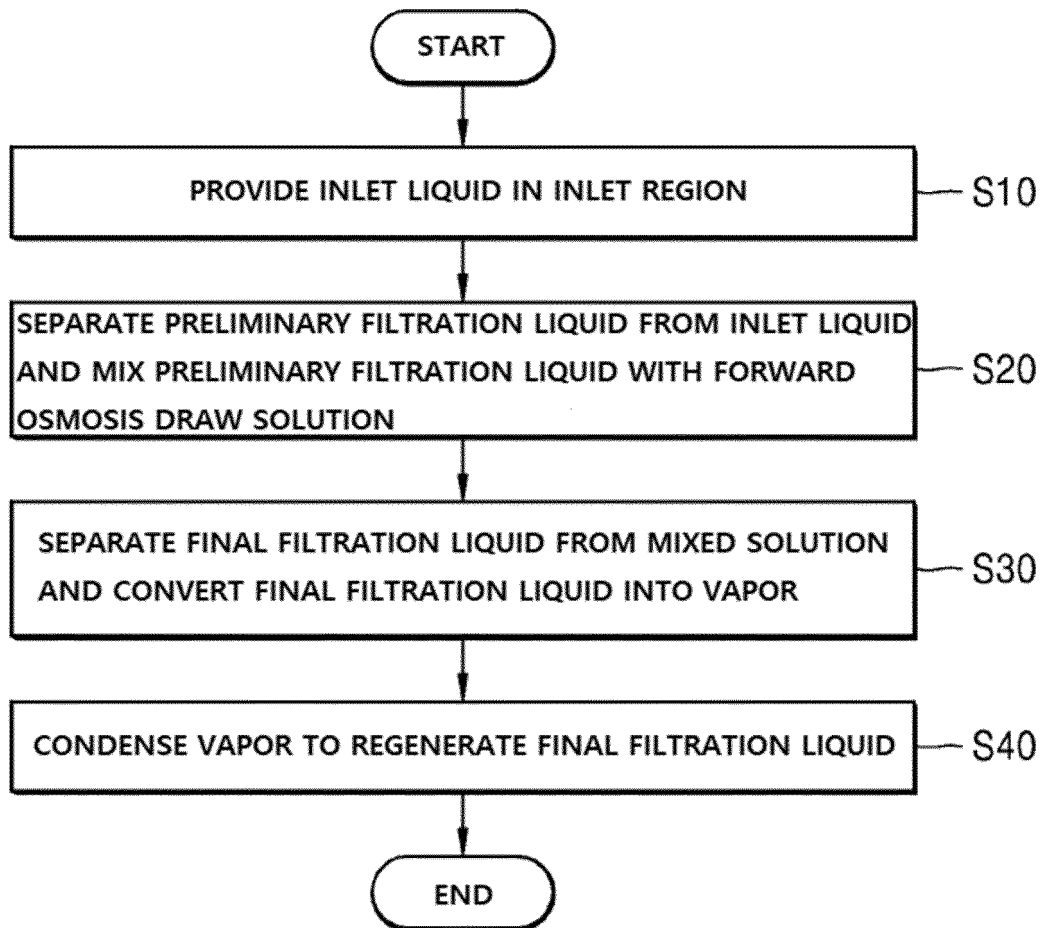 START
PROVIDE INLET LIQUID IN INLET REGION
S10
SEPARATE PRELIMINARY FILTRATION LIQUID FROM INLET LIQUID
AND MIX PRELIMINARY FILTRATION LIQUID WITH FORWARD
OSMOSIS DRAW SOLUTION
S20
SEPARATE FINAL FILTRATION LIQUID FROM MIXED SOLUTION
AND CONVERT FINAL FILTRATION LIQUID INTO VAPOR
S30
CONDENSE VAPOR TO REGENERATE FINAL FILTRATION LIQUID
S40
END